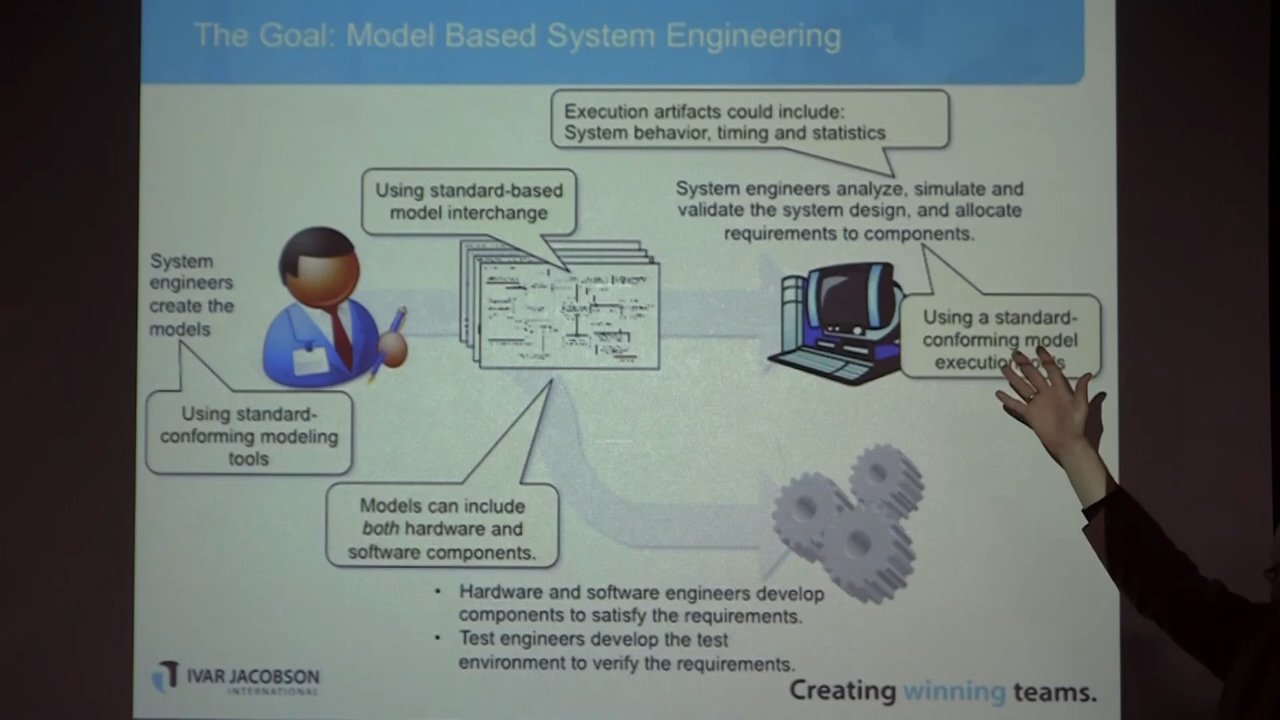 The Goal: Model Based System Engineering
Execution artifacts could include:
System behavior, timing and statistics
Using standard-based
model interchange
System engineers analyze, simulate and
validate the system design, and allocate
requirements to components.
System
engineers
create the
models
Using a standard-
conforming model
Using standard-
conforming modeling
tools
Models can include
both hardware and
software components.
• Hardware and software engineers develop
components to satisfy the requirements.
• Test engineers develop the test
environment to verify the requirements.
IVAR JACOBSON
INTERNATIONAL
Creating winning teams.